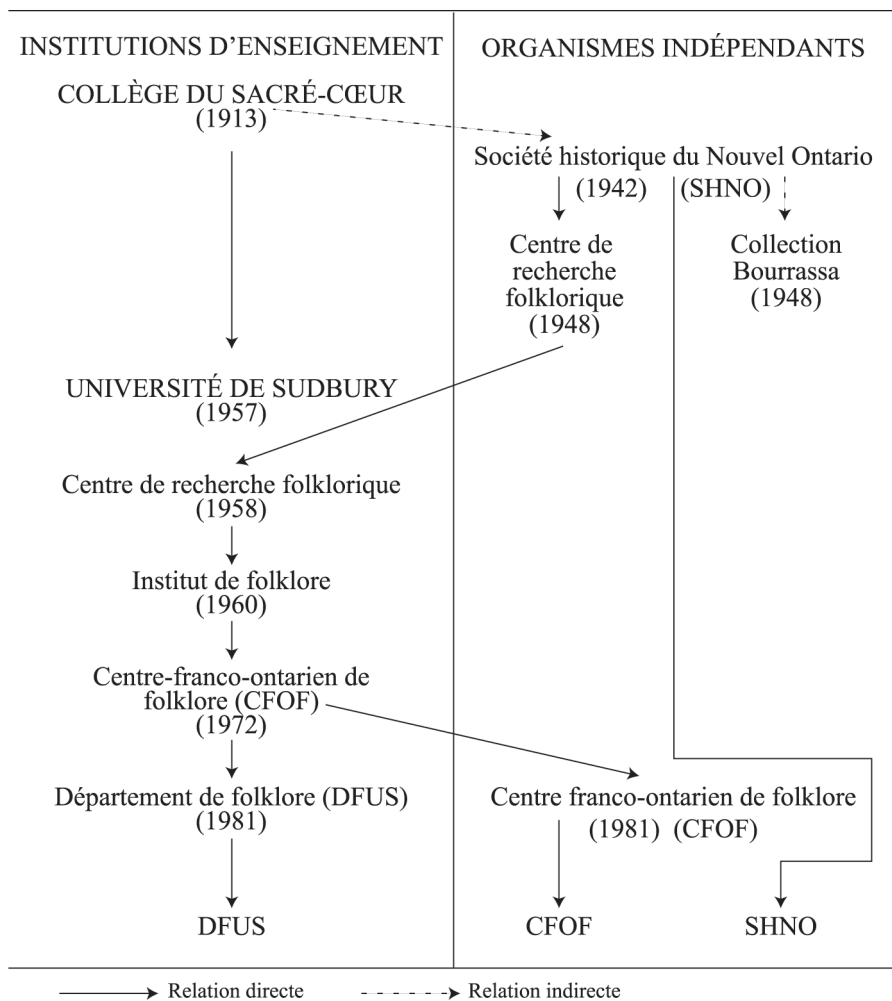 INSTITUTIONS D’ENSEIGNEMENT
ORGANISMES INDÉPENDANTS
COLLÈGE DU SACRÉ-CŒUR
(1913)
Société historique du Nouvel Ontario
(1942) (SHNO)
Centre de
recherche
folklorique
(1948)
Collection
Bourrassa
(1948)
UNIVERSITÉ DE SUDBURY
(1957)
Centre de recherche folklorique
(1958)
Institut de folklore
(1960)
Centre-franco-ontarien de
folklore (CFOF)
(1972)
Département de folklore (DFUS)
(1981)
Centre franco-ontarien de folklore
(1981) (CFOF)
DFUS
CFOF
SHNO
Relation directe
Relation indirecte